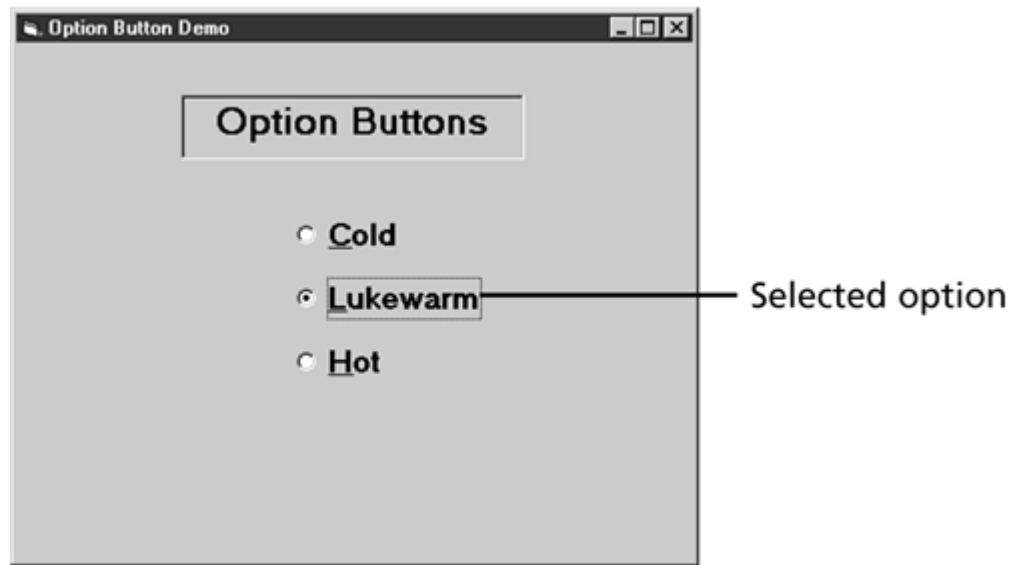 Option Button Demo
Option Buttons
Cold
Lukewarm
Selected option
Hot